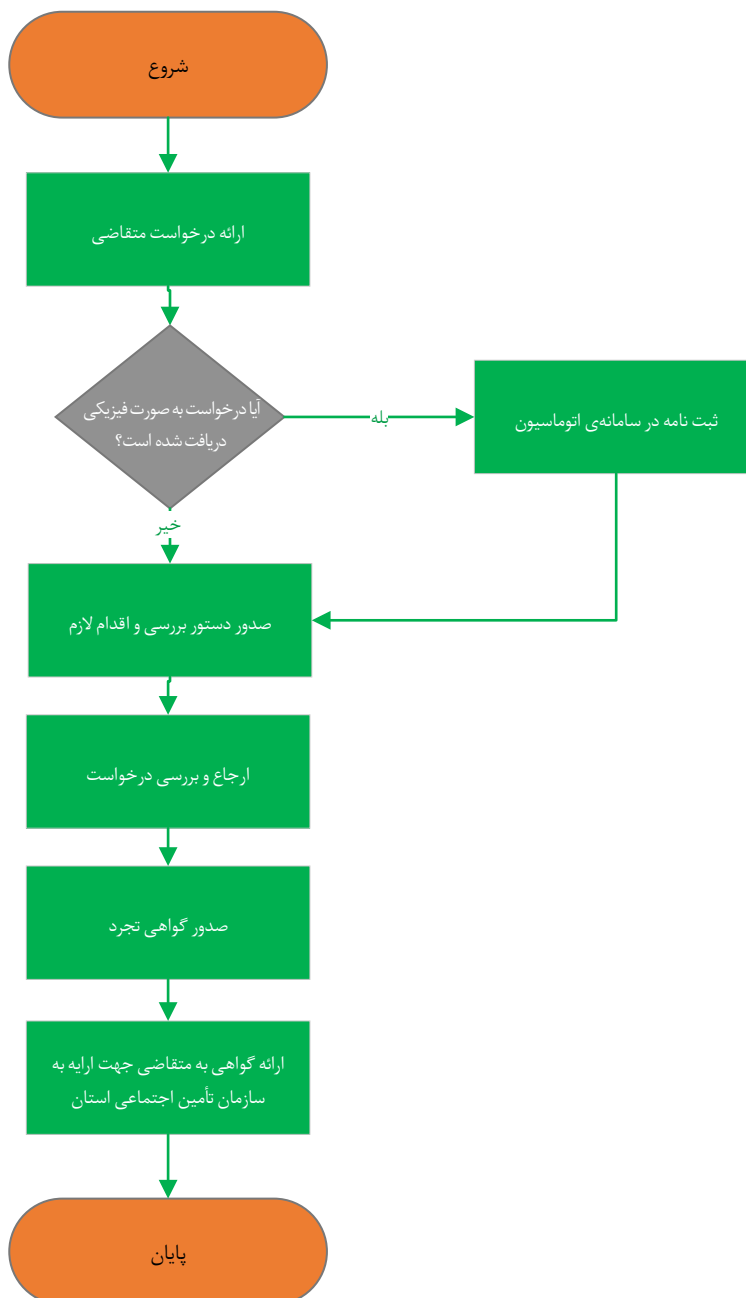 شروع
ارائه درخواست متقاضی
آیا درخواست به صورت فیزیکی
دریافت شده است؟
بله
ثبت نامه در سامانه‌ی اتوماسیون
خیر
صدور دستور بررسی و اقدام لازم
ارجاع و بررسی درخواست
صدور گواهی تجرد
ارائه گواهی به متقاضی جهت ارایه به
سازمان تأمین اجتماعی استان
پایان